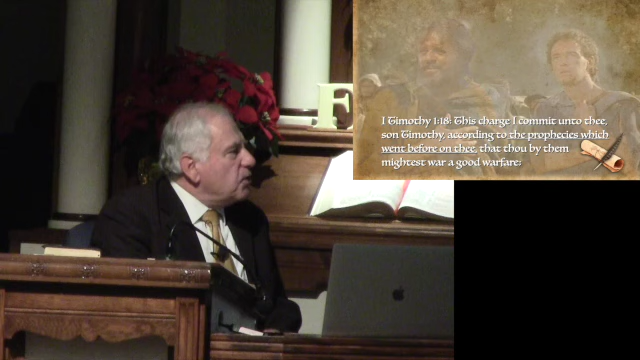 F
I Timothy 1:18: This charge I commit unto thee,
son Timothy, according to the prophecies which
went before on thee, that thou by them
mightest war a good warfare: